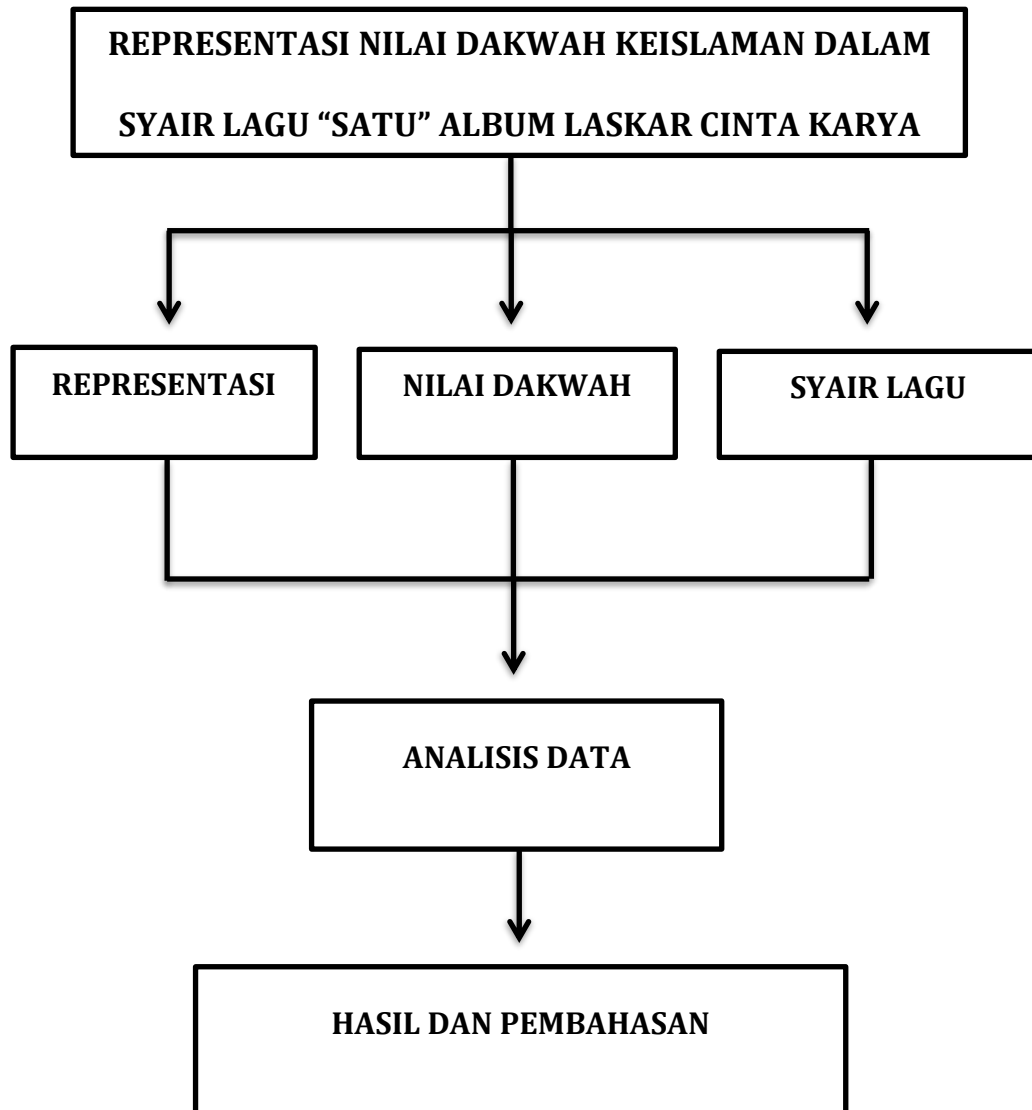 REPRESENTASI NILAI DAKWAH KEISLAMAN DALAM
SYAIR LAGU “SATU” ALBUM LASKAR CINTA KARYA
REPRESENTASI
NILAI DAKWAH
SYAIR LAGU
ANALISIS DATA
HASIL DAN PEMBAHASAN